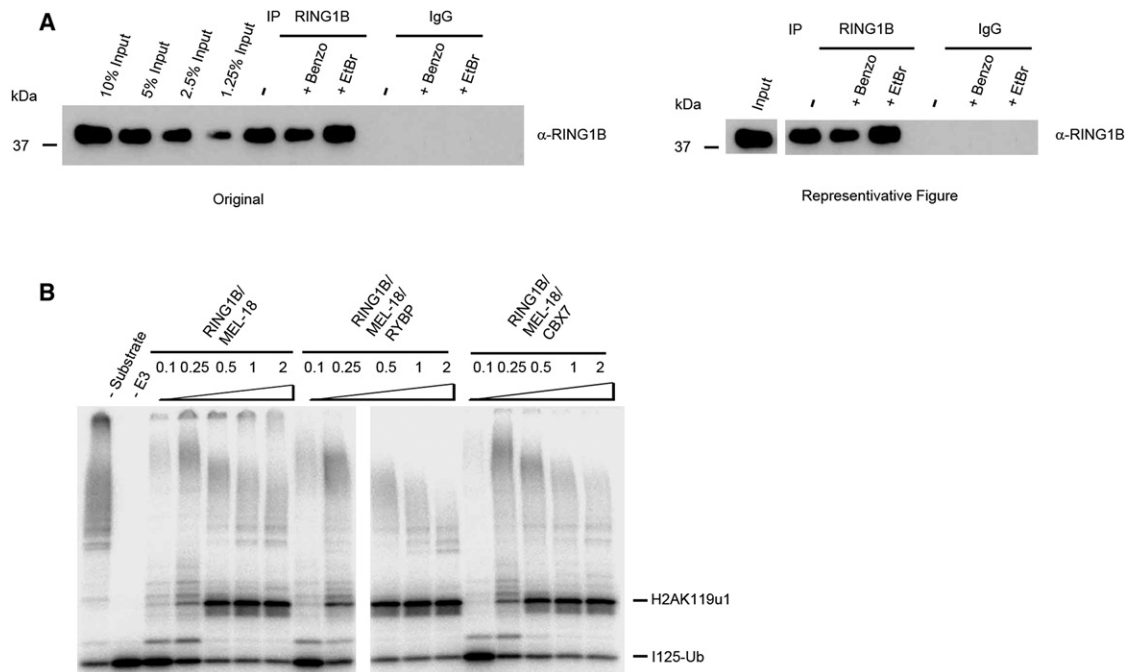 A
10% Input
5% Input
2.5% Input
1.25% Input
IP RING1B IgG
-
+ Benzo
+ EtBr
-
+ Benzo
+ EtBr
kDa
37
α-RING1B
Original
IP RING1B IgG
Input
-
+ Benzo
+ EtBr
-
+ Benzo
+ EtBr
kDa
37
α-RING1B
Representivative Figure
B
- Substrate
- E3
RING1B/
MEL-18
RING1B/
MEL-18/
RYBP
RING1B/
MEL-18/
CBX7
0.1 0.25 0.5 1 2 0.1 0.25 0.5 1 2 0.1 0.25 0.5 1 2
H2AK119u1
I125-Ub